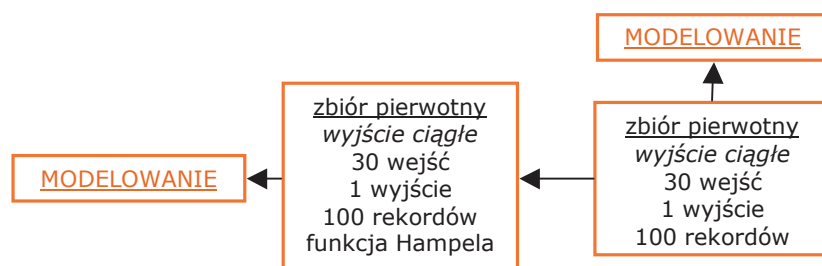 MODELOWANIE
zbiór pierwotny
wyjście ciągłe
30 wejść
1 wyjście
100 rekordów
funkcja Hampela
zbiór pierwotny
wyjście ciągłe
30 wejść
1 wyjście
100 rekordów
MODELOWANIE